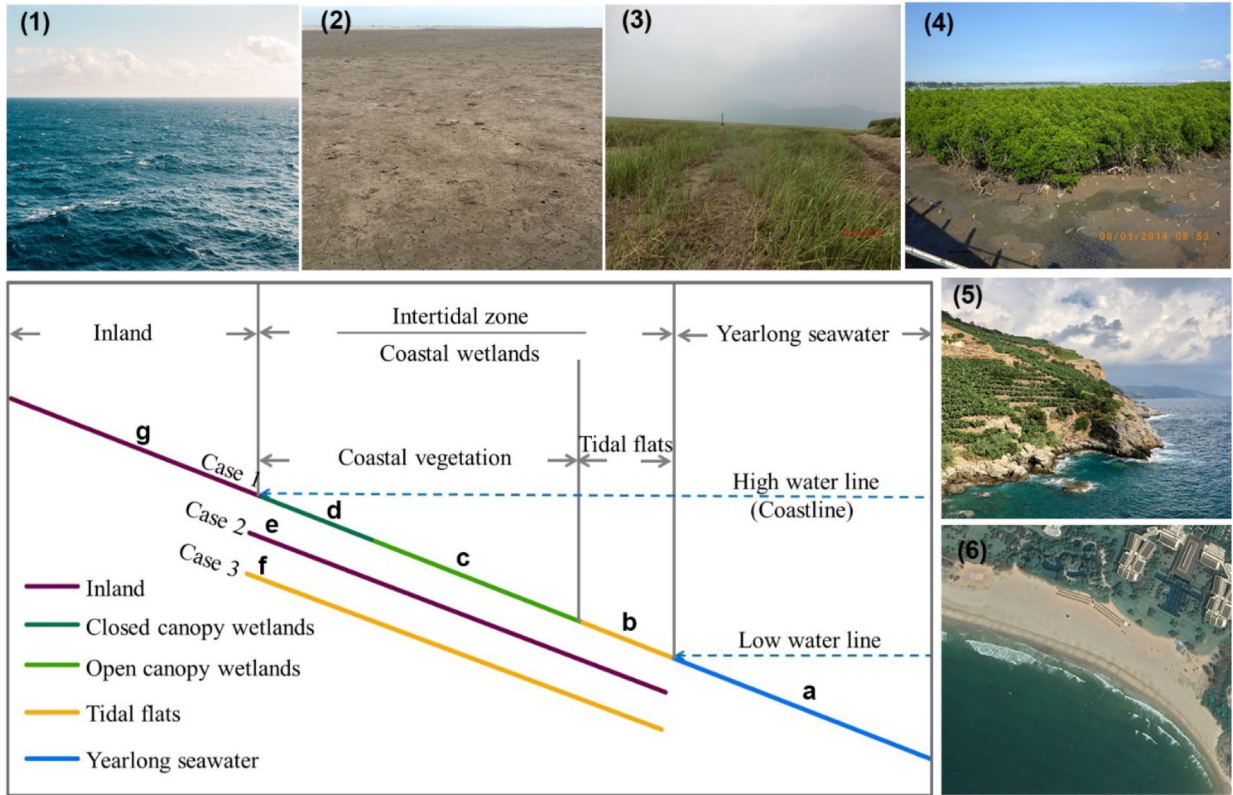 (1)
(2)
(3)
(4)
08/01/2014 08:53
Inland
Intertidal zone
Coastal wetlands
Yearlong seawater
(5)
g
Coastal vegetation
Tidal flats
Case 1
High water line
(Coastline)
d
Case 2
e
c
Case 3
f
(6)
Inland
Closed canopy wetlands
b
Low water line
Open canopy wetlands
a
Tidal flats
Yearlong seawater